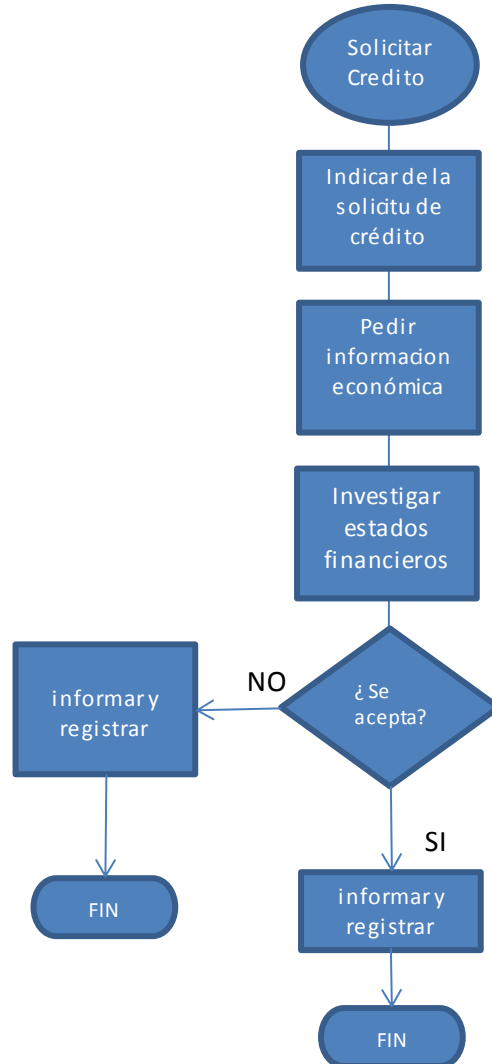 Solicitar
Credito
Indicar de la
solicitu de
crédito
Pedir
informacion
económica
Investigar
estados
financieros
¿Se
acepta?
NO
informar y
registrar
FIN
SI
informar y
registrar
FIN